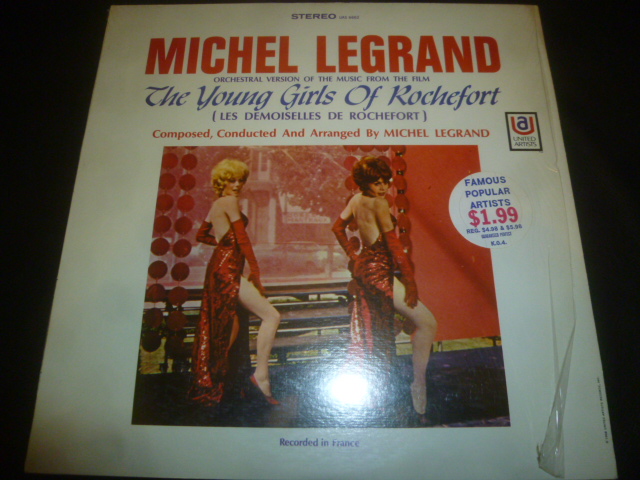 STEREO
MICHEL LEGRAND
ORCHESTRAL VERSION OF THE MUSIC FROM THE FILM
The Young Girls Of Rochefort
(LES DEMOISELLES DE ROCHEFORT)
Composed, Conducted And Arranged By MICHEL LEGRAND
UA
UNITED
ARTISTS
FAMOUS
POPULAR
ARTISTS
$1.99
REG. $4.98 & $5.98
Recorded in France